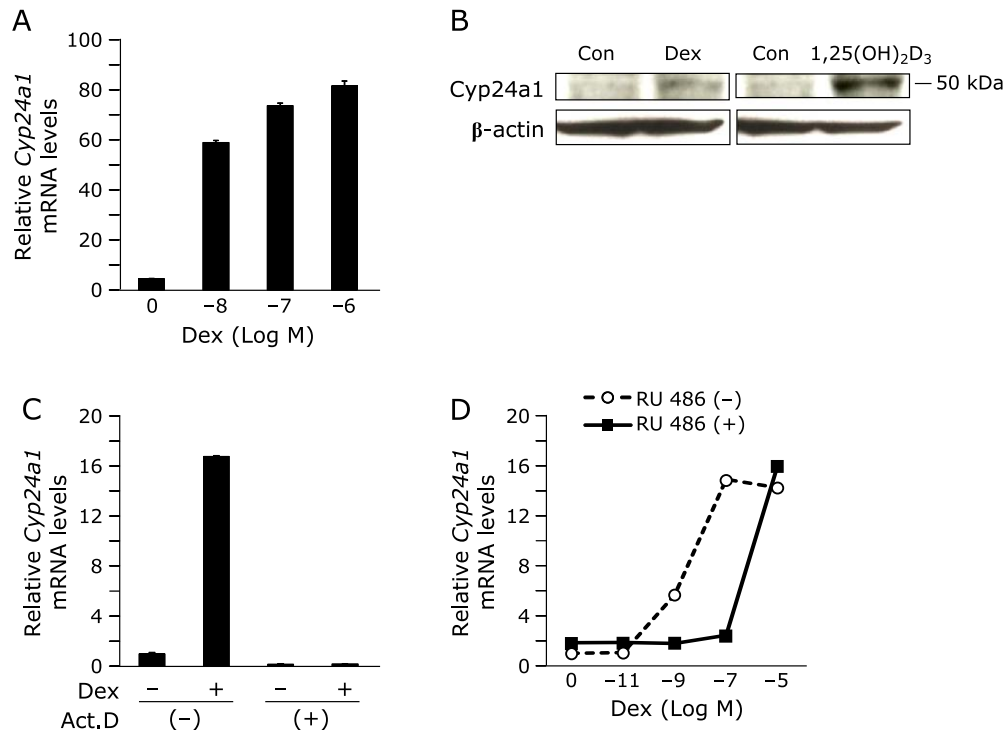 A
Relative Cyp24a1
mRNA levels
100
80
60
40
20
0
0 −8 −7 −6
Dex (Log M)
B
Con Dex Con 1,25(OH)₂D₃
Cyp24a1
50 kDa
β-actin
C
Relative Cyp24a1
mRNA levels
20
16
12
8
4
0
Dex − + − +
Act.D (−) (+)
D
RU 486 (−)
RU 486 (+)
Relative Cyp24a1
mRNA levels
20
16
12
8
4
0
0 −11 −9 −7 −5
Dex (Log M)